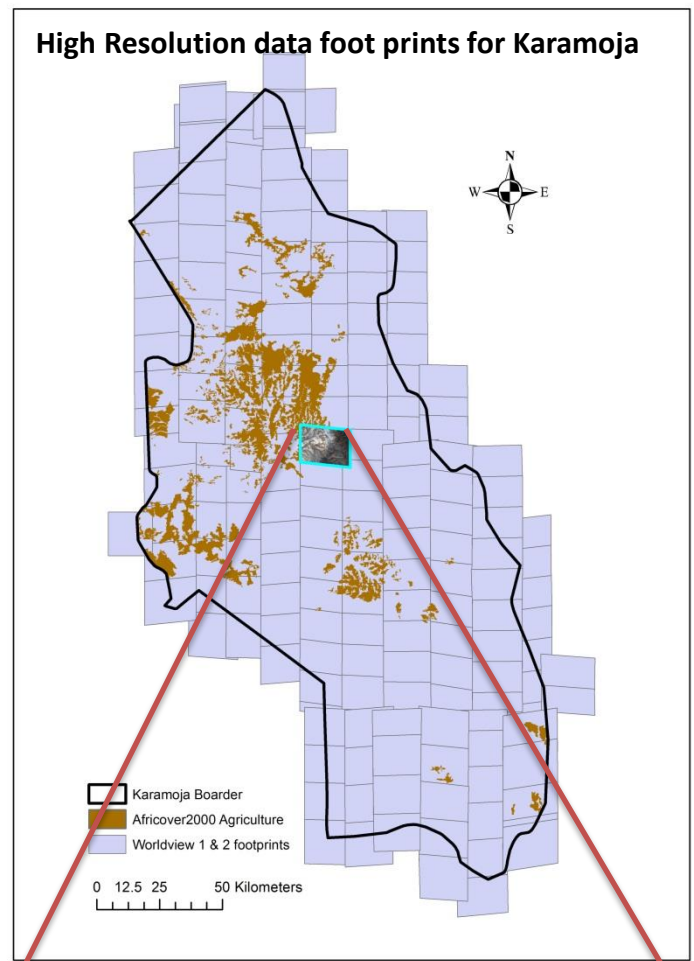 High Resolution data foot prints for Karamoja
N
W E
S
Karamoja Boarder
Africover2000 Agriculture
Worldview 1 & 2 footprints
0 12.5 25 50 Kilometers